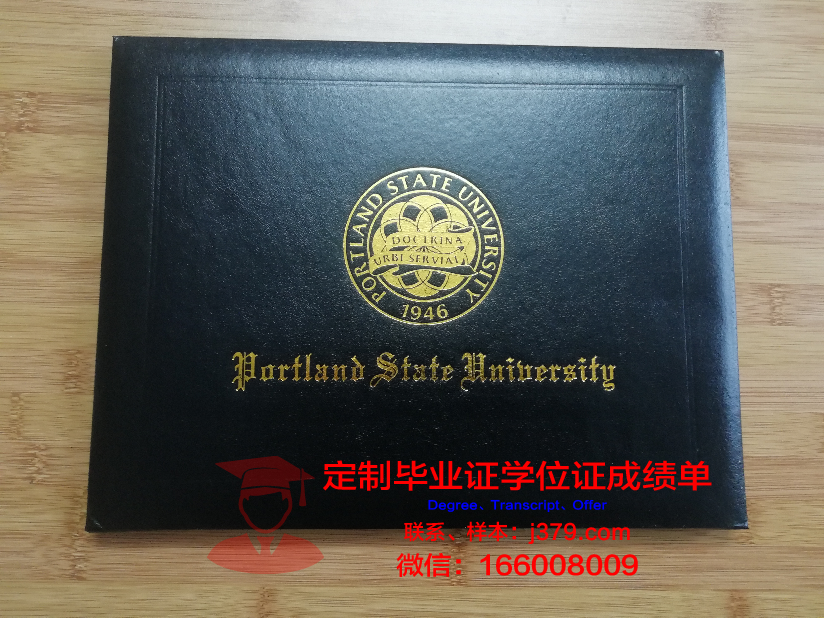 PORTLAND STATE UNIVERSITY
DOCTRINA
URBI SERVIAT
1946
Portland State University
定制毕业证学位证成绩单
Degree、Transcript、Offer
联系、样本：j379.com
微信：166008009